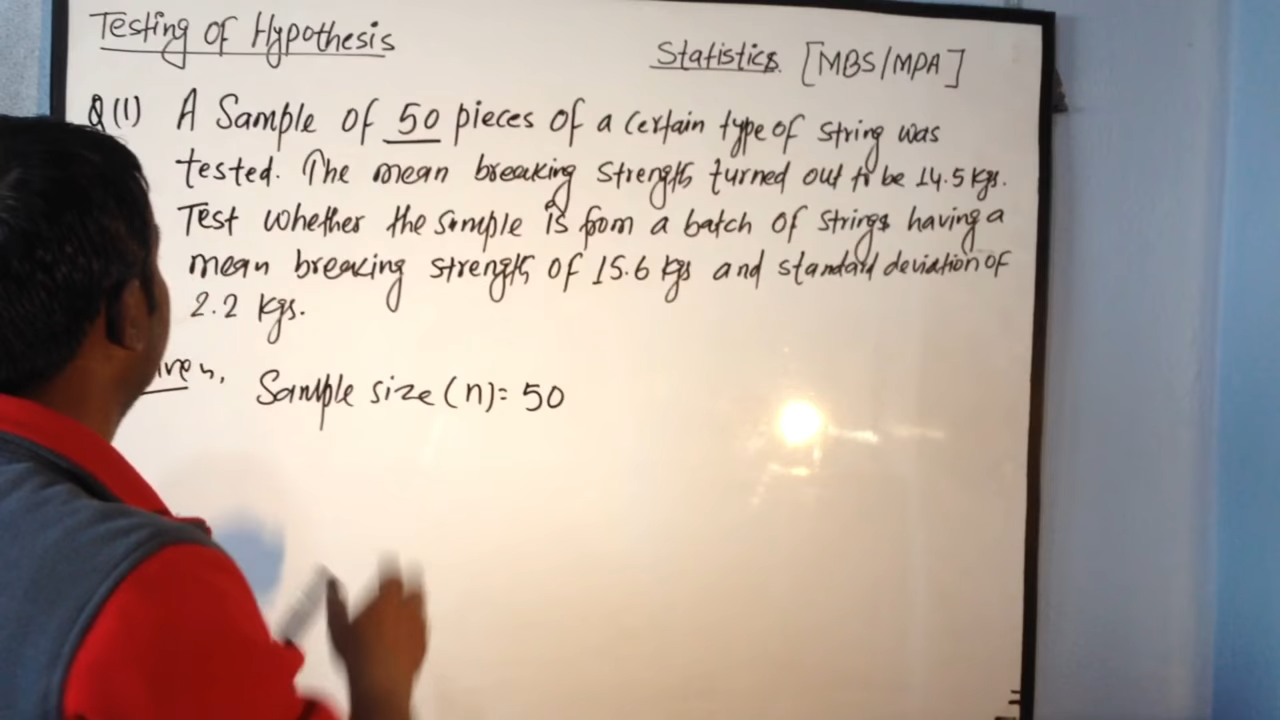 Testing of Hypothesis
Statistics [MBS/MPA]
Q(1) A Sample of 50 pieces of a certain type of string was
tested. The mean breaking strength turned out to be 14.5 kgs.
Test whether the sample is from a batch of strings having a
mean breaking strength of 15.6 kgs and standard deviation of
2.2 kgs.
Sample size (n) = 50